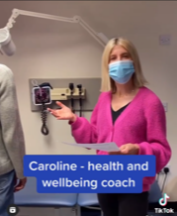 Caroline - health and
wellbeing coach
TikTok